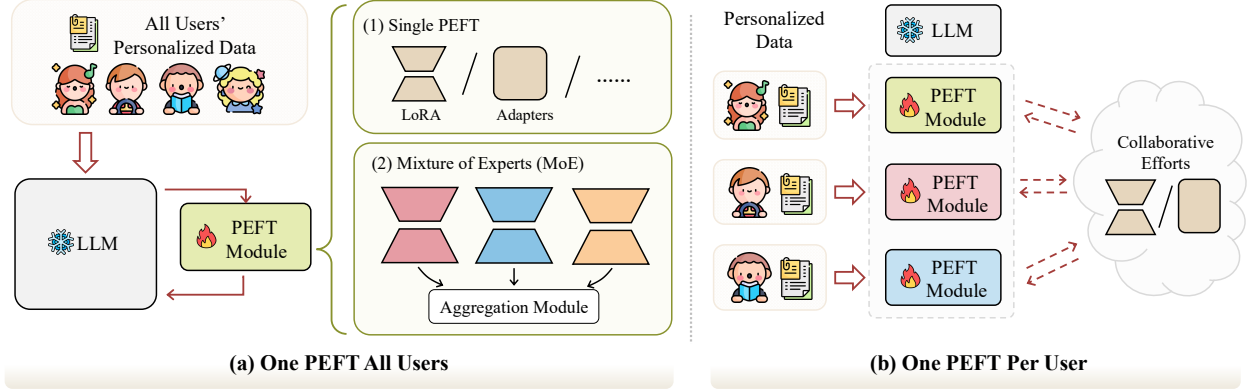 All Users'
Personalized Data
LLM
PEFT
Module
(1) Single PEFT
LoRA
Adapters
......
(2) Mixture of Experts (MoE)
Aggregation Module
(a) One PEFT All Users
Personalized
Data
LLM
PEFT
Module
PEFT
Module
PEFT
Module
Collaborative
Efforts
(b) One PEFT Per User